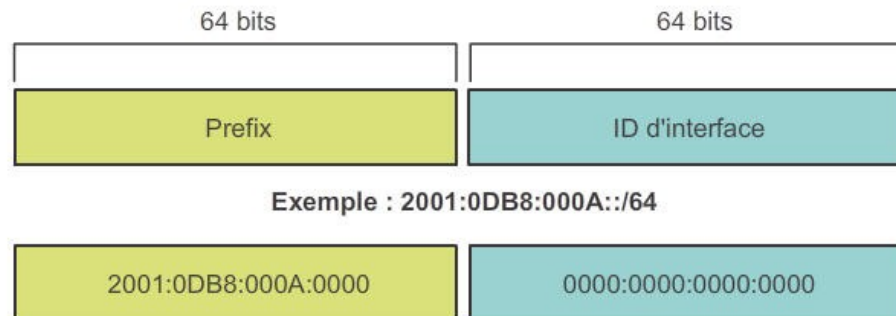 64 bits 64 bits
Prefix ID d'interface
Exemple : 2001:0DB8:000A::/64
2001:0DB8:000A:0000 0000:0000:0000:0000